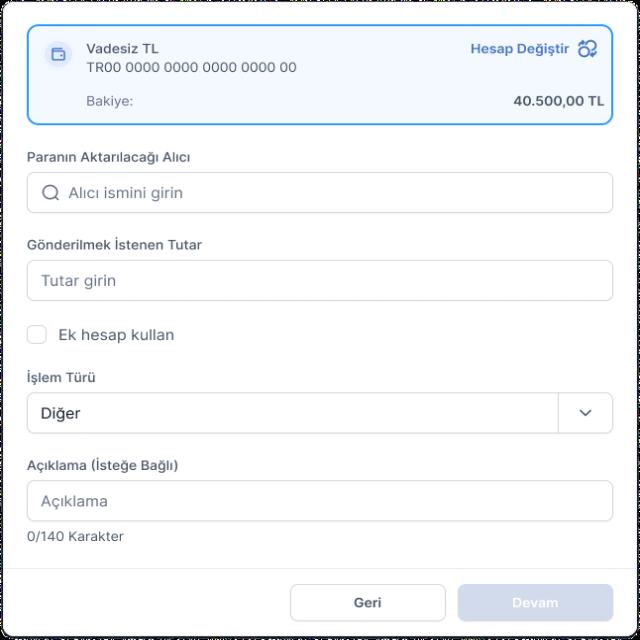 Vadesiz TL
Hesap Değiştir
TR00 0000 0000 0000 0000 00
Bakiye:
40.500,00 TL
Paranın Aktarılacağı Alıcı
Alıcı ismini girin
Gönderilmek İstenen Tutar
Tutar girin
Ek hesap kullan
İşlem Türü
Diğer
Açıklama (İsteğe Bağlı)
Açıklama
0/140 Karakter
Geri
Devam